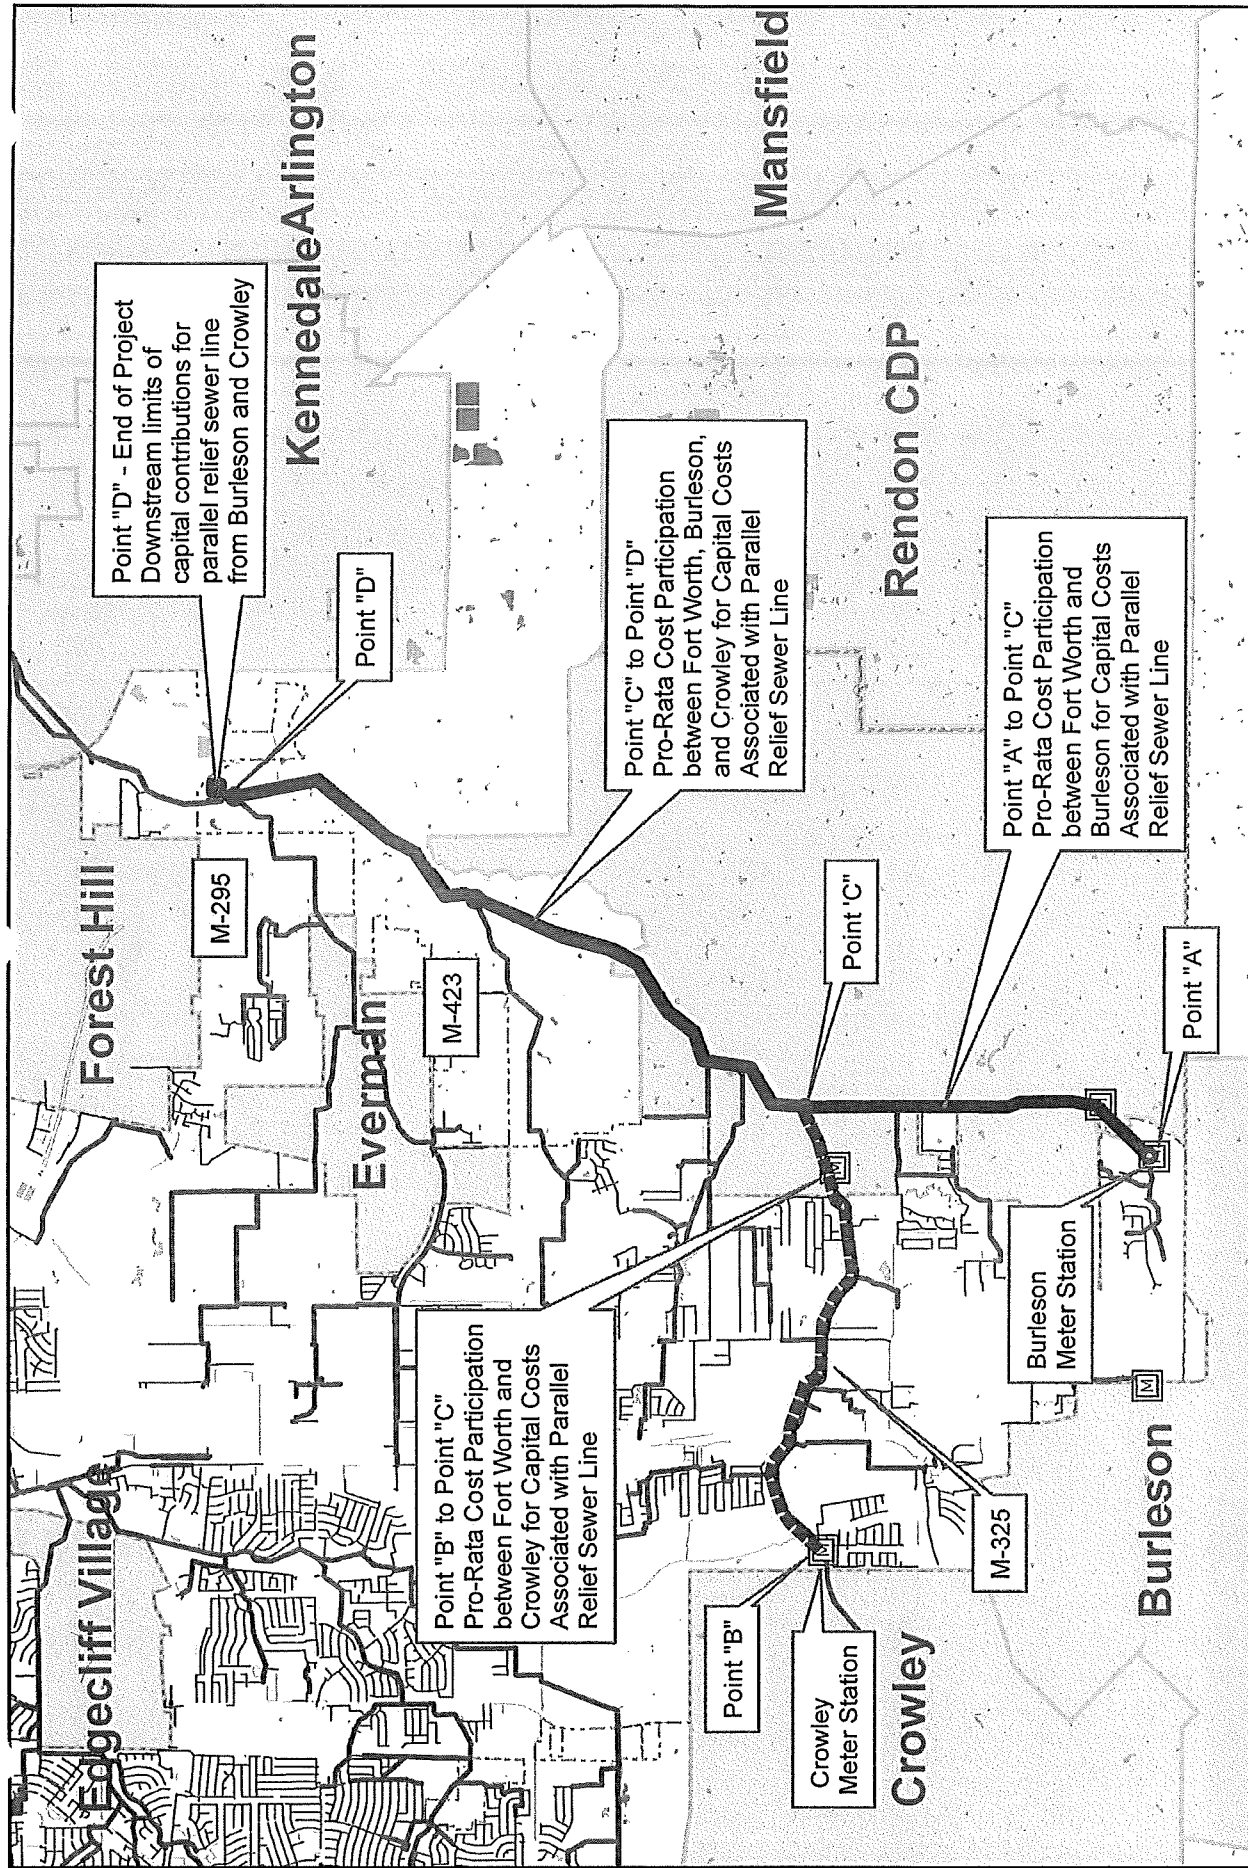 Edgecliff Village
Forest Hill
Everman
Kennedale
Arlington
Mansfield
Rendon CDP
Crowley
Burleson
Point "D" - End of Project
Downstream limits of
capital contributions for
parallel relief sewer line
from Burleson and Crowley
Point "D"
M-295
M-423
Point "C" to Point "D"
Pro-Rata Cost Participation
between Fort Worth, Burleson,
and Crowley for Capital Costs
Associated with Parallel
Relief Sewer Line
Point "B" to Point "C"
Pro-Rata Cost Participation
between Fort Worth and
Crowley for Capital Costs
Associated with Parallel
Relief Sewer Line
Point 'C"
Point "A" to Point "C"
Pro-Rata Cost Participation
between Fort Worth and
Burleson for Capital Costs
Associated with Parallel
Relief Sewer Line
Point "B"
Crowley
Meter Station
M-325
Burleson
Meter Station
Point "A"
M
M
M